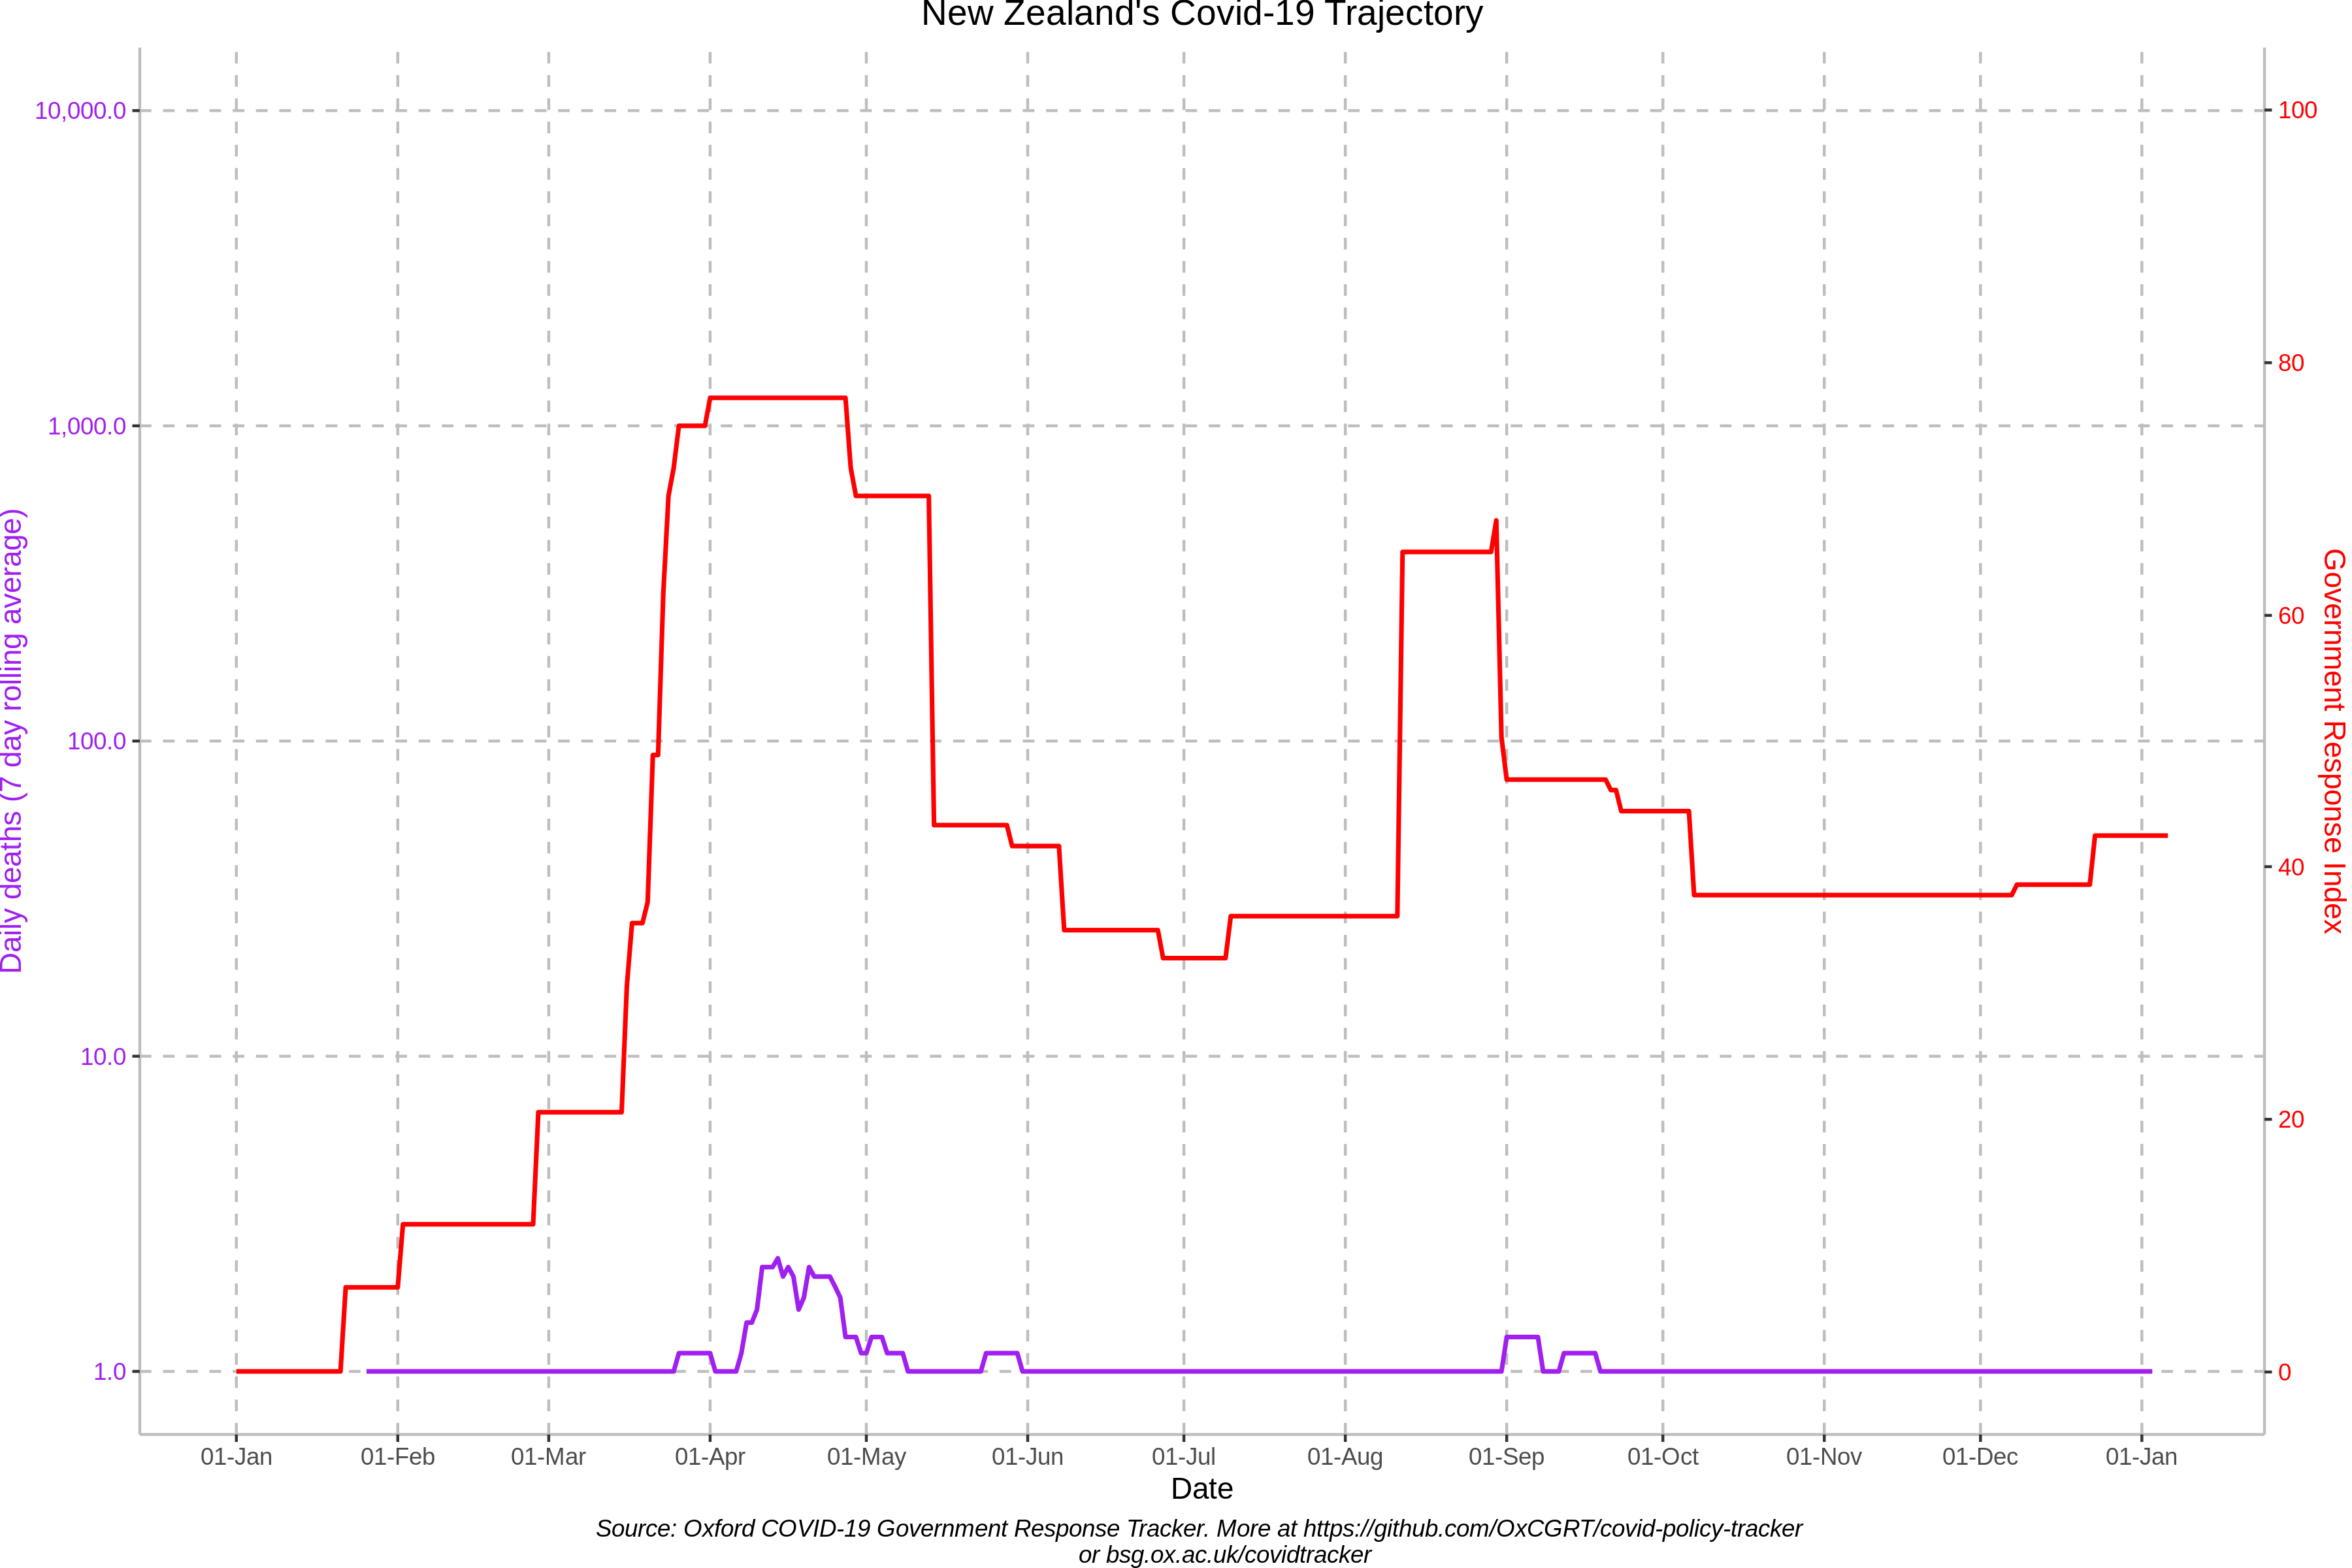 New Zealand's Covid-19 Trajectory
10,000.0
1,000.0
100.0
10.0
1.0
Daily deaths (7 day rolling average)
100
80
60
40
20
0
Government Response Index
01-Jan 01-Feb 01-Mar 01-Apr 01-May 01-Jun 01-Jul 01-Aug 01-Sep 01-Oct 01-Nov 01-Dec 01-Jan
Date
Source: Oxford COVID-19 Government Response Tracker. More at https://github.com/OxCGRT/covid-policy-tracker
or bsg.ox.ac.uk/covidtracker